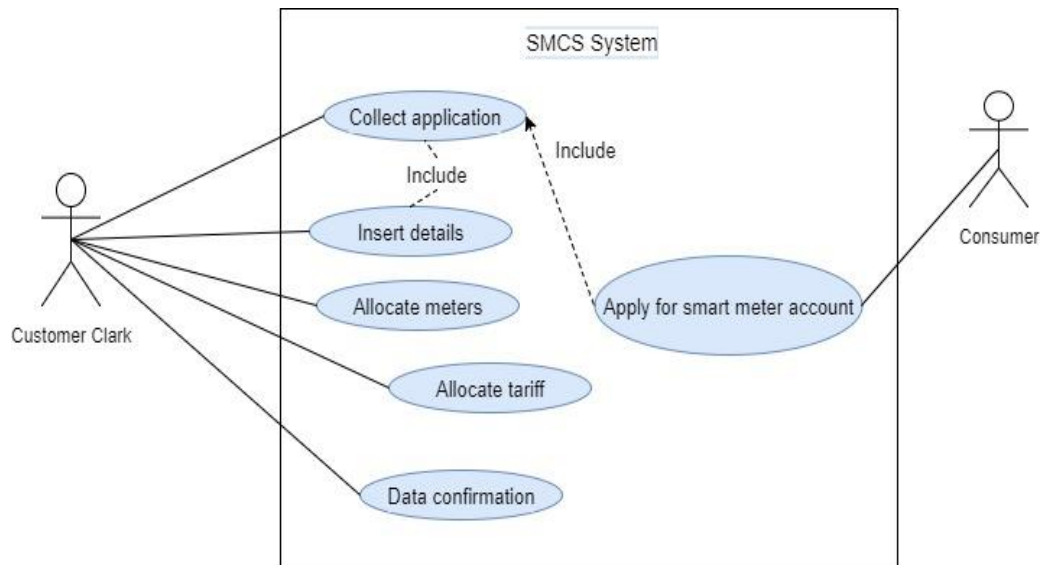 SMCS System
Collect application
Include
Include
Insert details
Consumer
Allocate meters
Apply for smart meter account
Customer Clark
Allocate tariff
Data confirmation